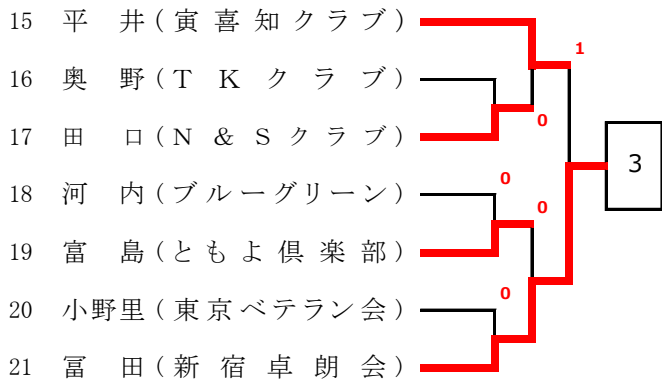 15 平 井 ( 寅 喜 知 ク ラ ブ )
1
16 奥 野 ( T K ク ラ ブ )
0
17 田 口 ( N & S ク ラ ブ )
3
18 河 内 ( ブ ル ー グ リ ー ン )
0
0
19 富 島 ( と も よ 倶 楽 部 )
0
20 小野里 ( 東 京 ベ テ ラ ン 会 )
21 冨 田 ( 新 宿 卓 朗 会 )